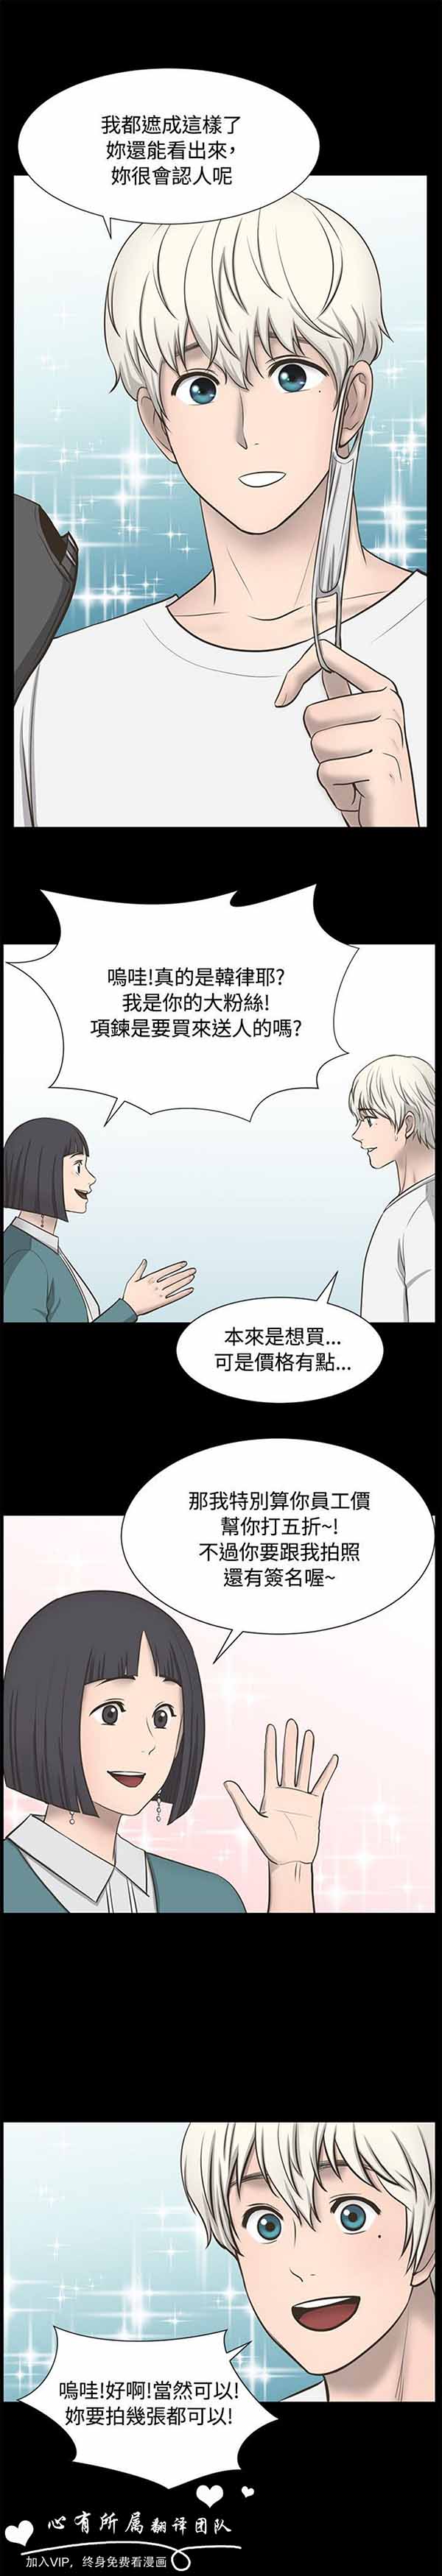 我都遮成這樣了
妳還能看出來，
妳很會認人呢
嗚哇!真的是韓律耶?
我是你的大粉絲!
項鍊是要買來送人的嗎?
本來是想買...
可是價格有點...
那我特別算你員工價
幫你打五折~!
不過你要跟我拍照
還有簽名喔~
嗚哇!好啊!當然可以!
妳要拍幾張都可以!
心有所属翻译团队
加入VIP，终身免费看漫画